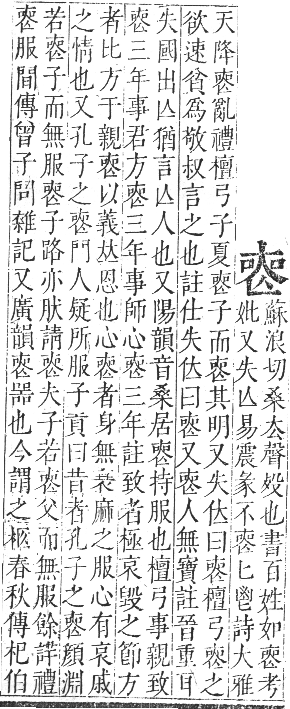 喪
蘇浪切桑去聲歿也書百姓如喪考
妣又失亾易震彖不喪匕鬯詩大雅
天降喪亂禮檀弓子夏喪子而喪其明又失位曰喪檀弓喪之
欲速貧爲敬叔言之也註仕失位曰喪又喪人無寶註晉重耳
失國出亾猶言亾人也又陽韻音桑居喪持服也檀弓事親致
喪三年事君方喪三年事師心喪三年註致者極哀毀之節方
者比方于親喪以義並恩也心喪者身無衰麻之服心有哀戚
之情也又孔子之喪門人疑所服子貢曰昔者孔子之喪顏淵
若喪子而無服喪子路亦肰請喪夫子若喪父而無服餘詳禮
喪服間傳曾子問雜記又廣韻喪噐也今謂之柩春秋傳杞伯